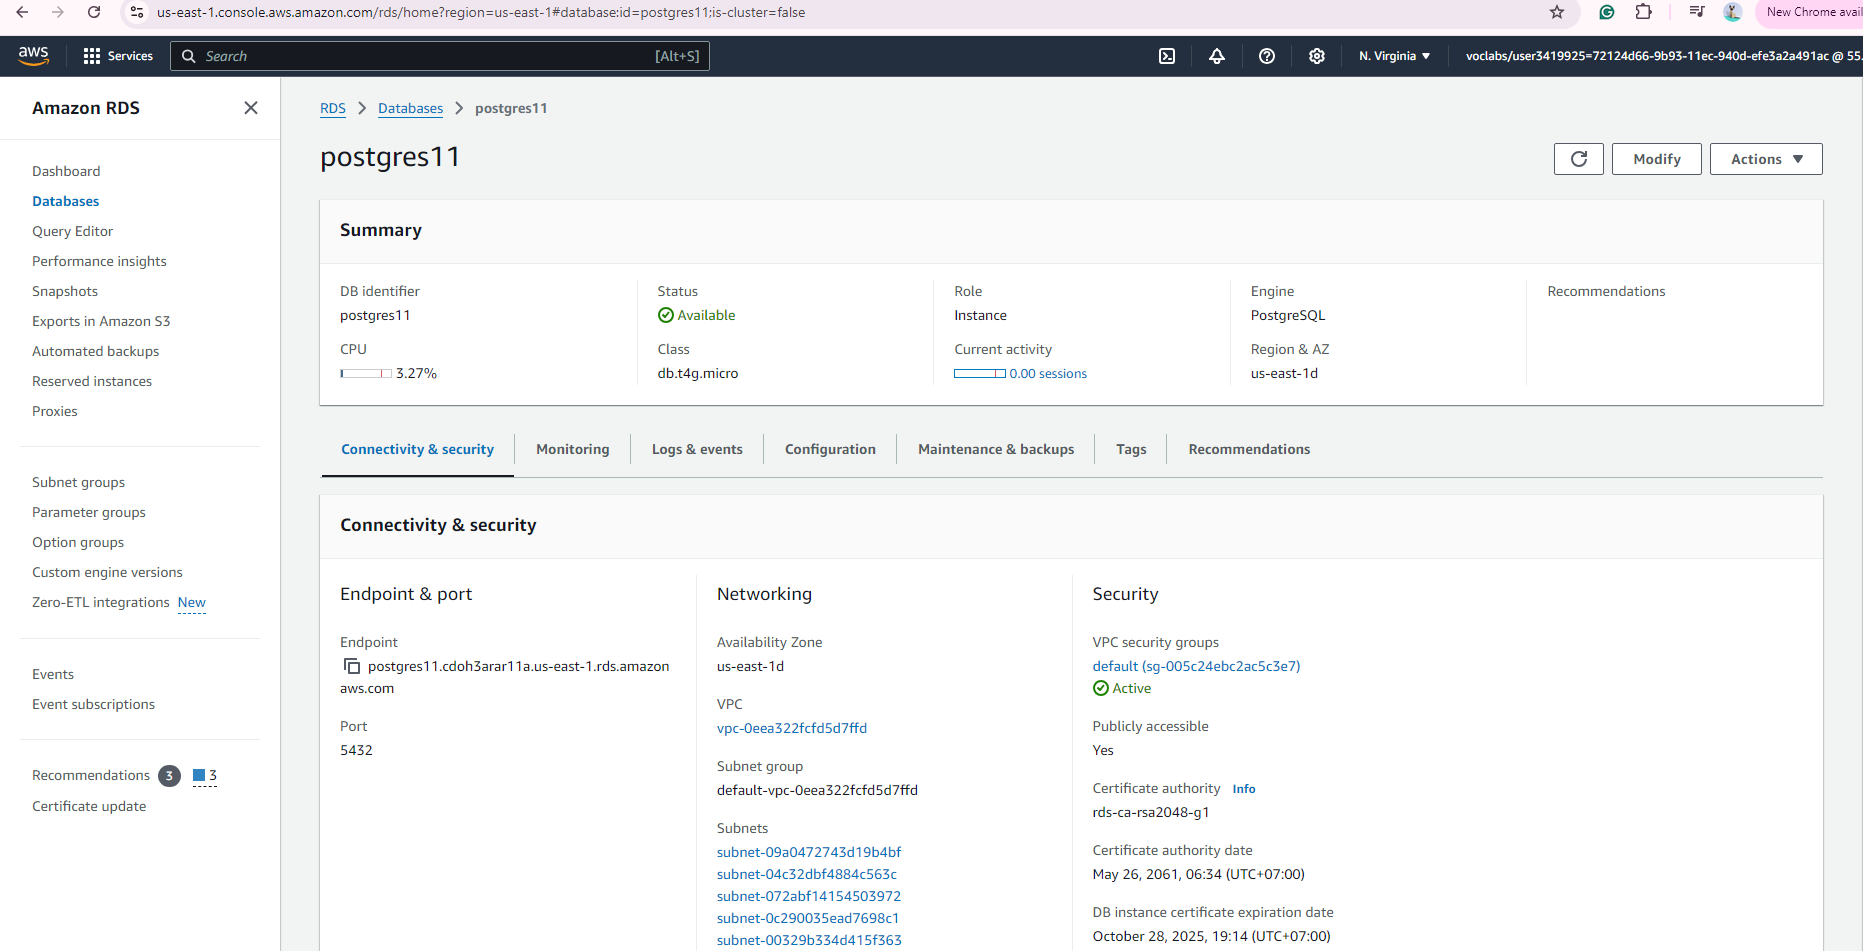 us-east-1.console.aws.amazon.com/rds/home?region=us-east-1#database:id=postgres11;is-cluster=false
New Chrome avail
aws
Services
Search
[Alt+S]
N. Virginia
voclabs/user3419925=72124d66-9b93-11ec-940d-efe3a2a491ac @ 55
Amazon RDS
Dashboard
Databases
Query Editor
Performance insights
Snapshots
Exports in Amazon S3
Automated backups
Reserved instances
Proxies
Subnet groups
Parameter groups
Option groups
Custom engine versions
Zero-ETL integrations New
Events
Event subscriptions
Recommendations 3 3
Certificate update
RDS > Databases > postgres11
postgres11
Modify
Actions
Summary
DB identifier
postgres11
CPU
3.27%
Status
Available
Class
db.t4g.micro
Role
Instance
Current activity
0.00 sessions
Engine
PostgreSQL
Region & AZ
us-east-1d
Recommendations
Connectivity & security
Monitoring
Logs & events
Configuration
Maintenance & backups
Tags
Recommendations
Connectivity & security
Endpoint & port
Endpoint
postgres11.cdoh3arar11a.us-east-1.rds.amazon
aws.com
Port
5432
Networking
Availability Zone
us-east-1d
VPC
vpc-0eea322fcfd5d7ffd
Subnet group
default-vpc-0eea322fcfd5d7ffd
Subnets
subnet-09a0472743d19b4bf
subnet-04c32dbf4884c563c
subnet-072abf14154503972
subnet-0c290035ead7698c1
subnet-00329b334d415f363
Security
VPC security groups
default (sg-005c24ebc2ac5c3e7)
Active
Publicly accessible
Yes
Certificate authority Info
rds-ca-rsa2048-g1
Certificate authority date
May 26, 2061, 06:34 (UTC+07:00)
DB instance certificate expiration date
October 28, 2025, 19:14 (UTC+07:00)